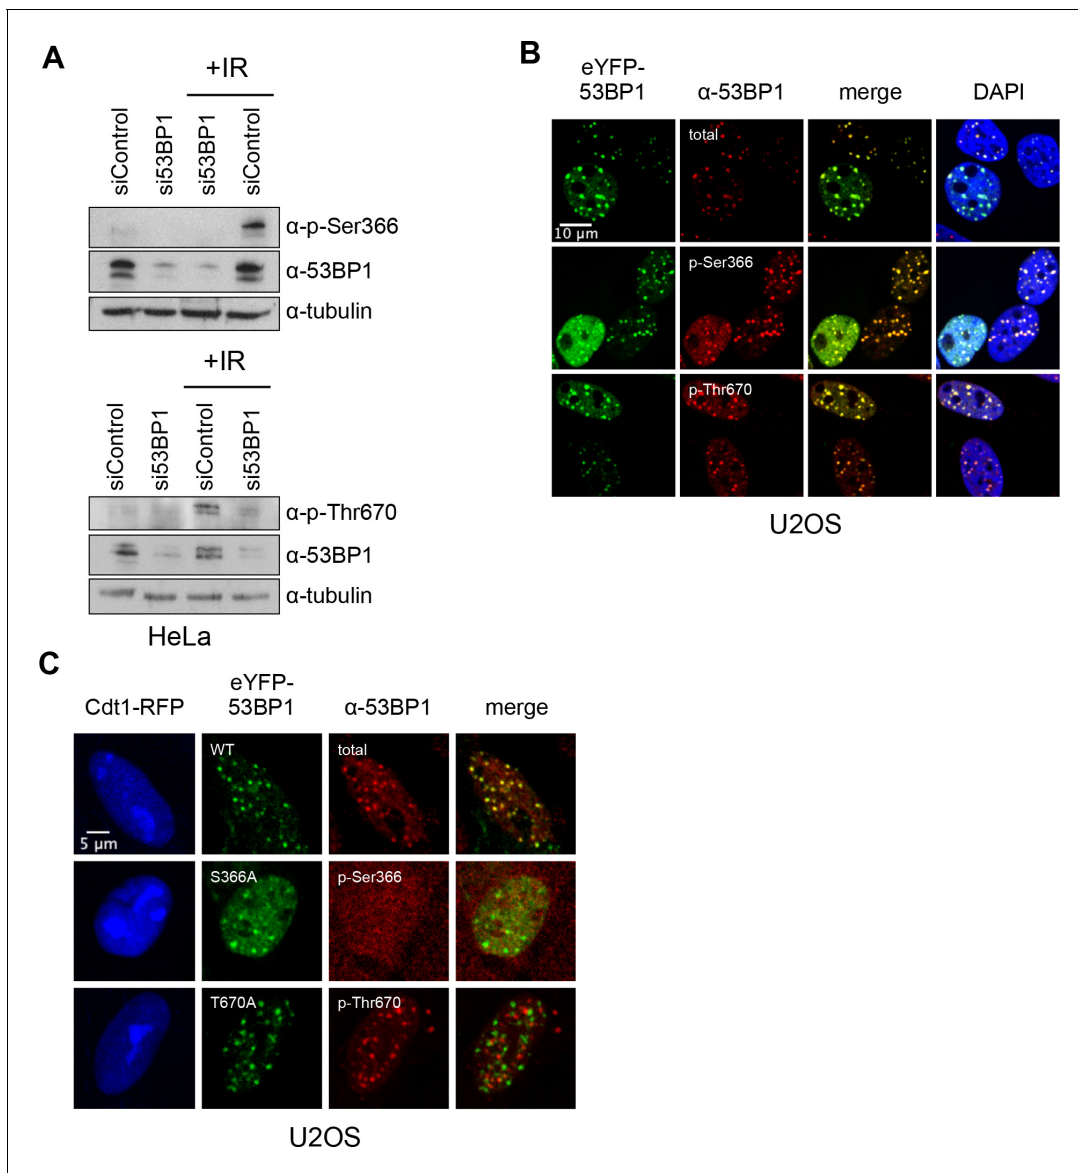 A
+IR
siControl
si53BP1
si53BP1
siControl
α-p-Ser366
α-53BP1
α-tubulin
+IR
siControl
si53BP1
siControl
si53BP1
α-p-Thr670
α-53BP1
α-tubulin
HeLa
B
eYFP-
53BP1
α-53BP1
merge
DAPI
total
10 μm
p-Ser366
p-Thr670
U2OS
C
Cdt1-RFP
eYFP-
53BP1
α-53BP1
merge
WT
total
5 μm
S366A
p-Ser366
T670A
p-Thr670
U2OS